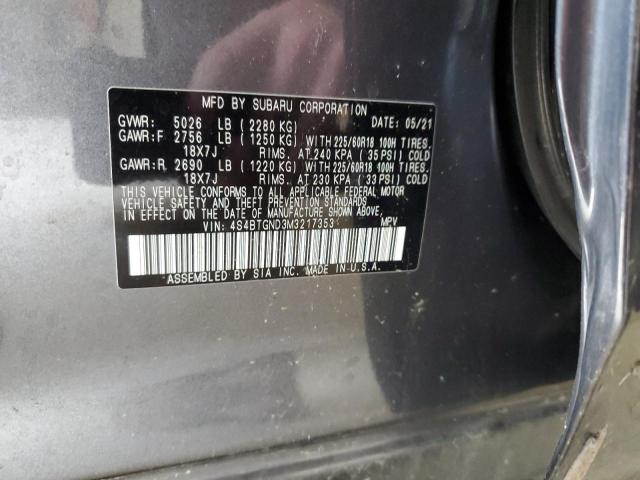 MFD BY SUBARU CORPORATION
GVWR: 5026 LB (2280 KG) DATE: 05/21
GAWR:F 2756 LB (1250 KG) WITH 225/60R18 100H TIRES.
18X7J RIMS. AT 240 KPA (35 PSI) COLD
GAWR:R. 2690 LB (1220 KG) WITH 225/60R18 100H TIRES.
18X7J RIMS. AT 230 KPA (33 PSI) COLD
THIS VEHICLE CONFORMS TO ALL APPLICABLE FEDERAL MOTOR
VEHICLE SAFETY AND THEFT PREVENTION STANDARDS
IN EFFECT ON THE DATE OF MANUFACTURE SHOWN ABOVE.
VIN: 4S4BTGND3M3217353 MPV
ASSEMBLED BY SIA INC. MADE IN U.S.A.